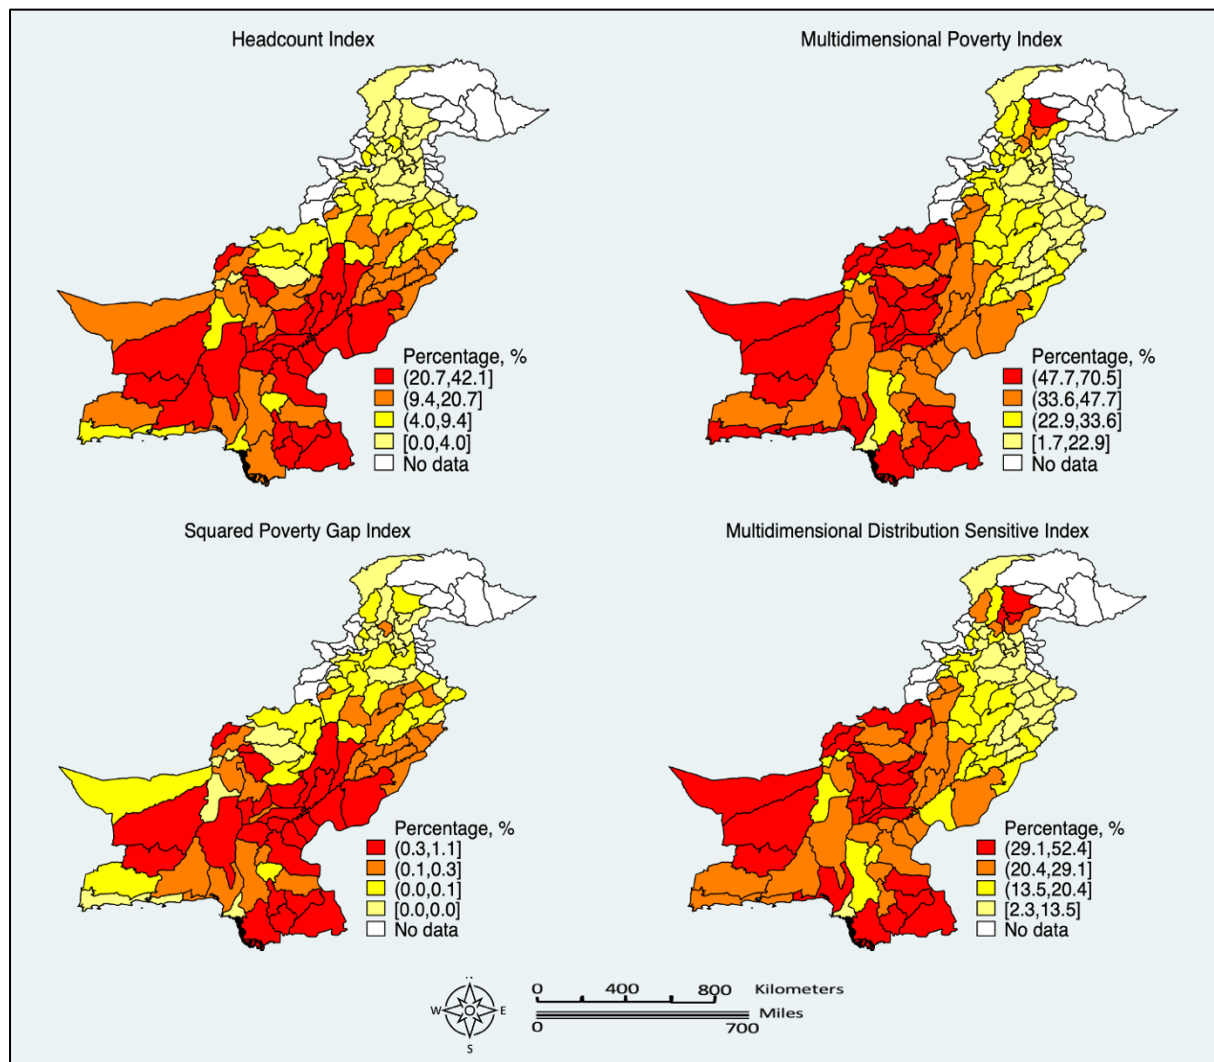 Headcount Index
Multidimensional Poverty Index
Percentage, %
(20.7,42.1]
(9.4,20.7]
(4.0,9.4]
[0.0,4.0]
No data
Percentage, %
(47.7,70.5]
(33.6,47.7]
(22.9,33.6]
[1.7,22.9]
No data
Squared Poverty Gap Index
Multidimensional Distribution Sensitive Index
Percentage, %
(0.3,1.1]
(0.1,0.3]
(0.0,0.1]
[0.0,0.0]
No data
Percentage, %
(29.1,52.4]
(20.4,29.1]
(13.5,20.4]
[2.3,13.5]
No data
W
E
S
0 400 800 Kilometers
Miles
0 700